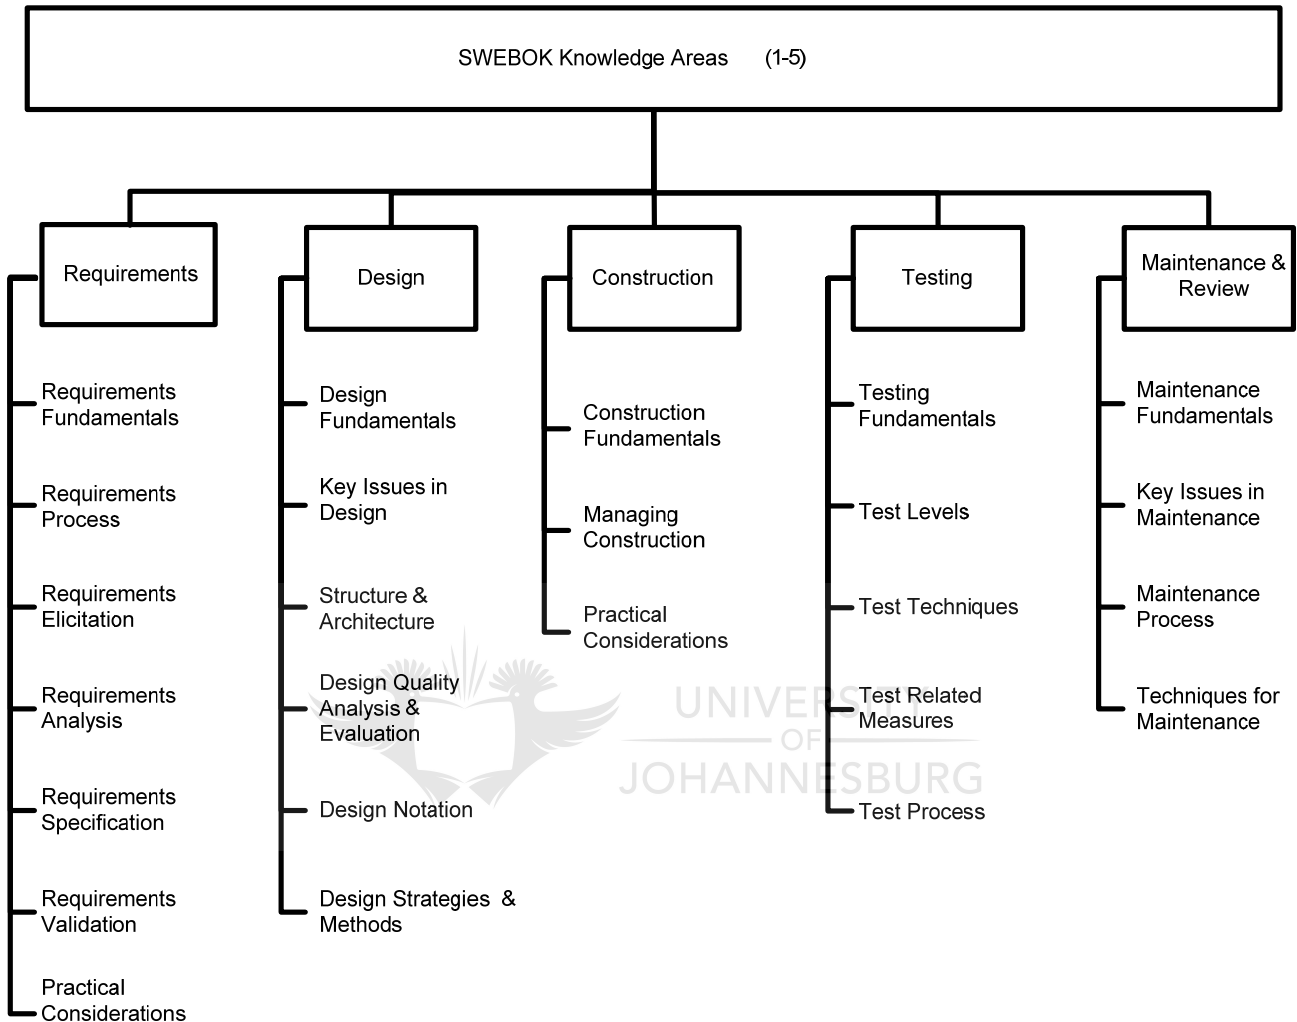 SWEBOK Knowledge Areas (1-5)
Requirements
Requirements
Fundamentals
Requirements
Process
Requirements
Elicitation
Requirements
Analysis
Requirements
Specification
Requirements
Validation
Practical
Considerations
Design
Design
Fundamentals
Key Issues in
Design
Structure &
Architecture
Design Quality
Analysis &
Evaluation
Design Notation
Design Strategies &
Methods
Construction
Construction
Fundamentals
Managing
Construction
Practical
Considerations
Testing
Testing
Fundamentals
Test Levels
Test Techniques
Test Related
Measures
Test Process
Maintenance &
Review
Maintenance
Fundamentals
Key Issues in
Maintenance
Maintenance
Process
Techniques for
Maintenance
UNIVERSITY
OF
JOHANNESBURG